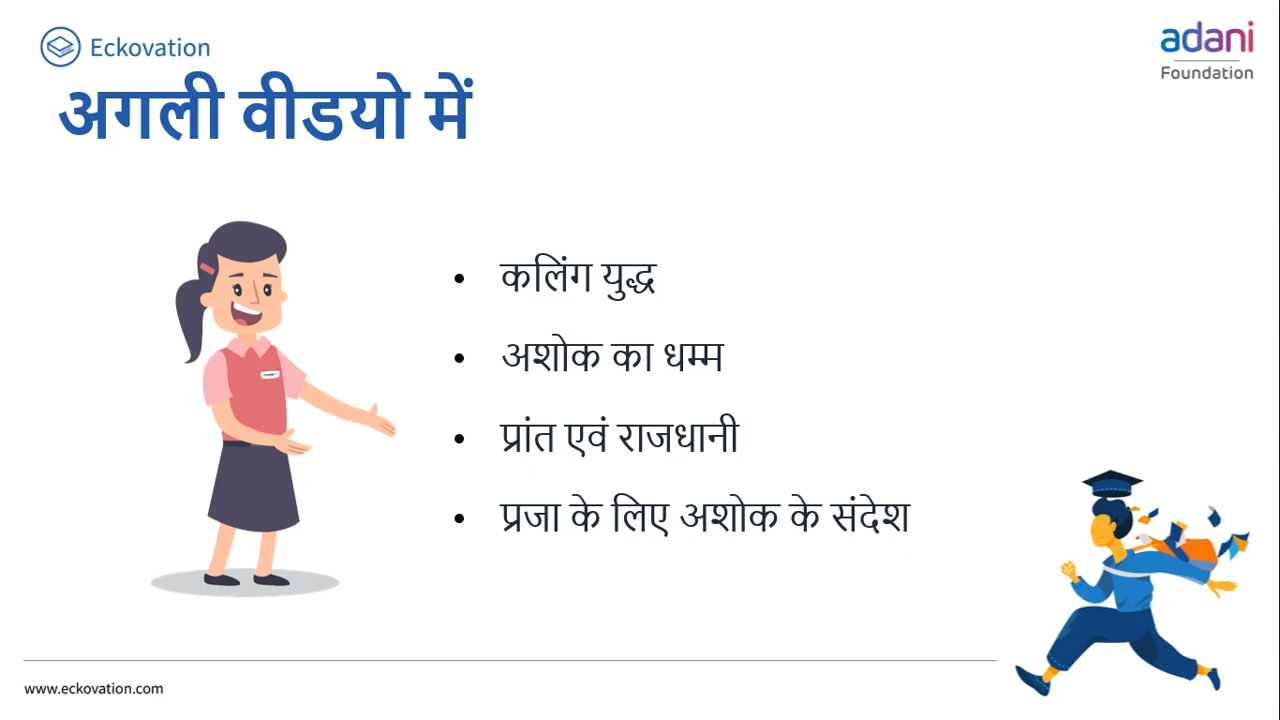 Eckovation
adani
Foundation
अगली वीडयो में
• कलिंग युद्ध
• अशोक का धम्म
• प्रांत एवं राजधानी
• प्रजा के लिए अशोक के संदेश
www.eckovation.com